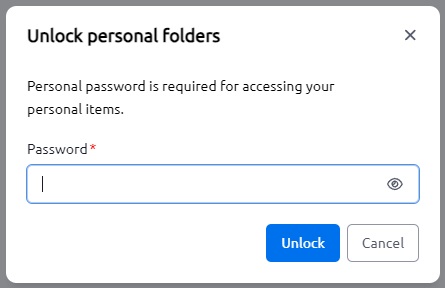 Unlock personal folders
Personal password is required for accessing your
personal items.
Password*
Unlock
Cancel